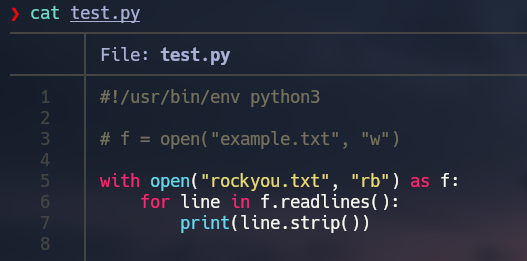 ❯ cat test.py
File: test.py
1 #!/usr/bin/env python3
2
3 # f = open("example.txt", "w")
4
5 with open("rockyou.txt", "rb") as f:
6     for line in f.readlines():
7         print(line.strip())
8